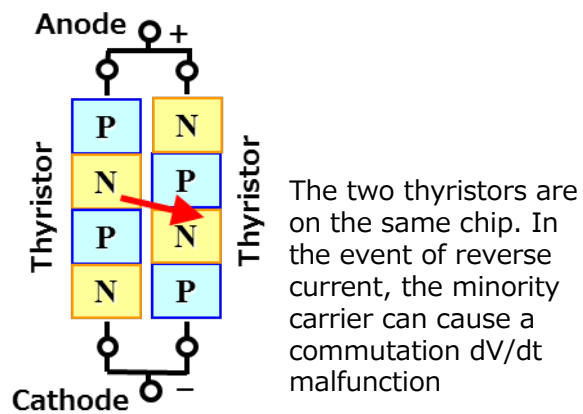 Anode +
P N
N P
P N
N P
Thyristor
Thyristor
Cathode −
The two thyristors are
on the same chip. In
the event of reverse
current, the minority
carrier can cause a
commutation dV/dt
malfunction